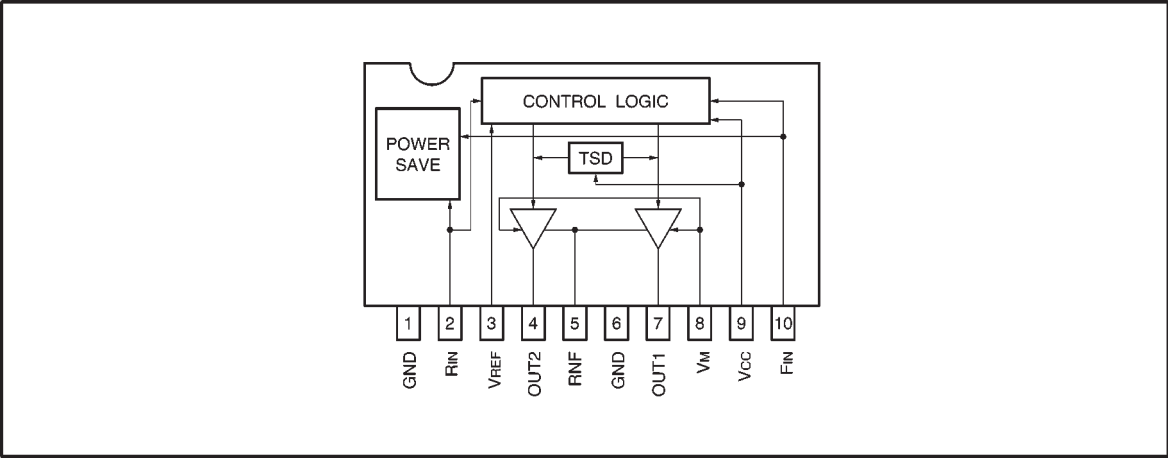 CONTROL LOGIC
POWER
SAVE
TSD
1 2 3 4 5 6 7 8 9 10
GND
RIN
VREF
OUT2
RNF
GND
OUT1
VM
VCC
FIN